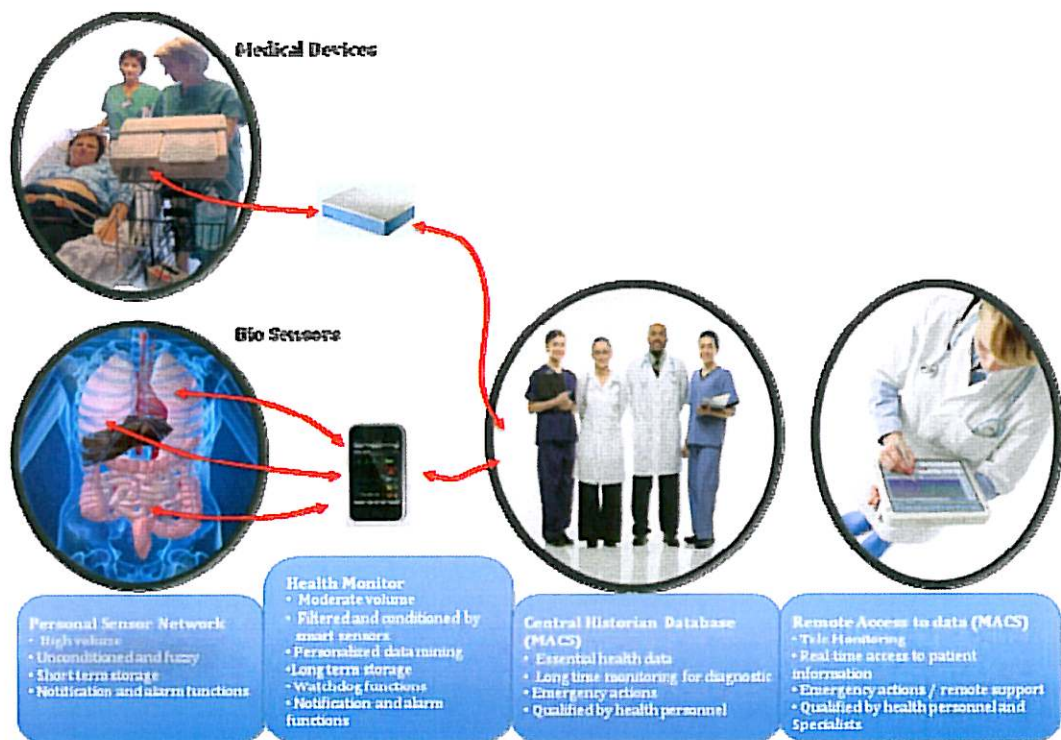 Medical Devices
Bio Sensors
Personal Sensor Network
• High volume
• Unconditioned and fuzzy
• Short term storage
• Notification and alarm functions
Health Monitor
• Moderate volume
• Filtered and conditioned by
smart sensors
• Personalized data mining
•Long term storage
• Watchdog functions
• Notification and alarm
functions
Central Historian Database
(MACS)
• Essential health data
• Long time monitoring for diagnostic
• Emergency actions
• Qualified by health personnel
Remote Access to data (MACS)
• Tele Monitoring
• Real time access to patient
information
• Emergency actions / remote support
• Qualified by health personnel and
Specialists